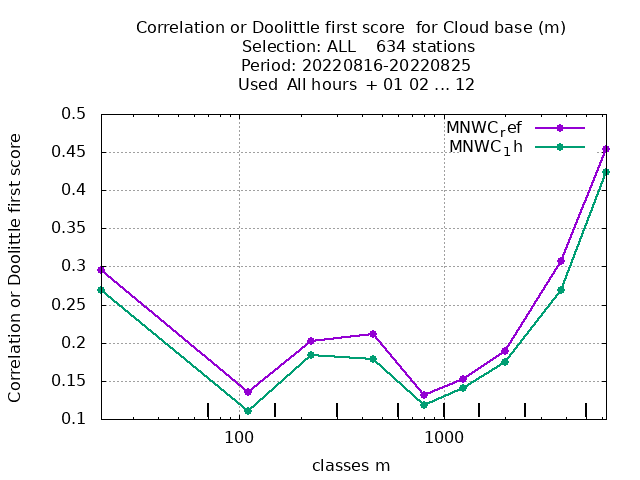 Correlation or Doolittle first score  for Cloud base (m)
Selection: ALL    634 stations
Period: 20220816-20220825
Used  All hours  + 01 02 ... 12
MNWC_ref
MNWC_1h
0.5
0.45
0.4
0.35
0.3
0.25
0.2
0.15
0.1
Correlation or Doolittle first score
100
1000
classes m